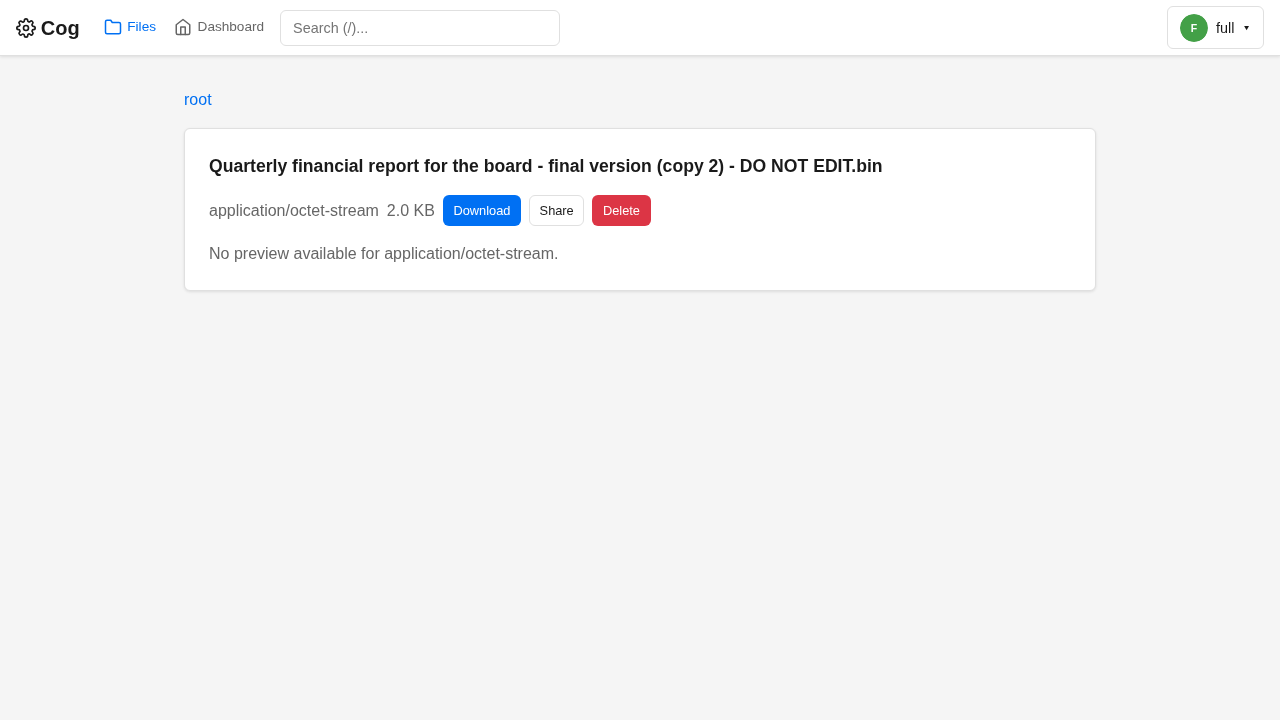 Cog Files Dashboard Search (/)... F full
root
Quarterly financial report for the board - final version (copy 2) - DO NOT EDIT.bin
application/octet-stream 2.0 KB Download Share Delete
No preview available for application/octet-stream.